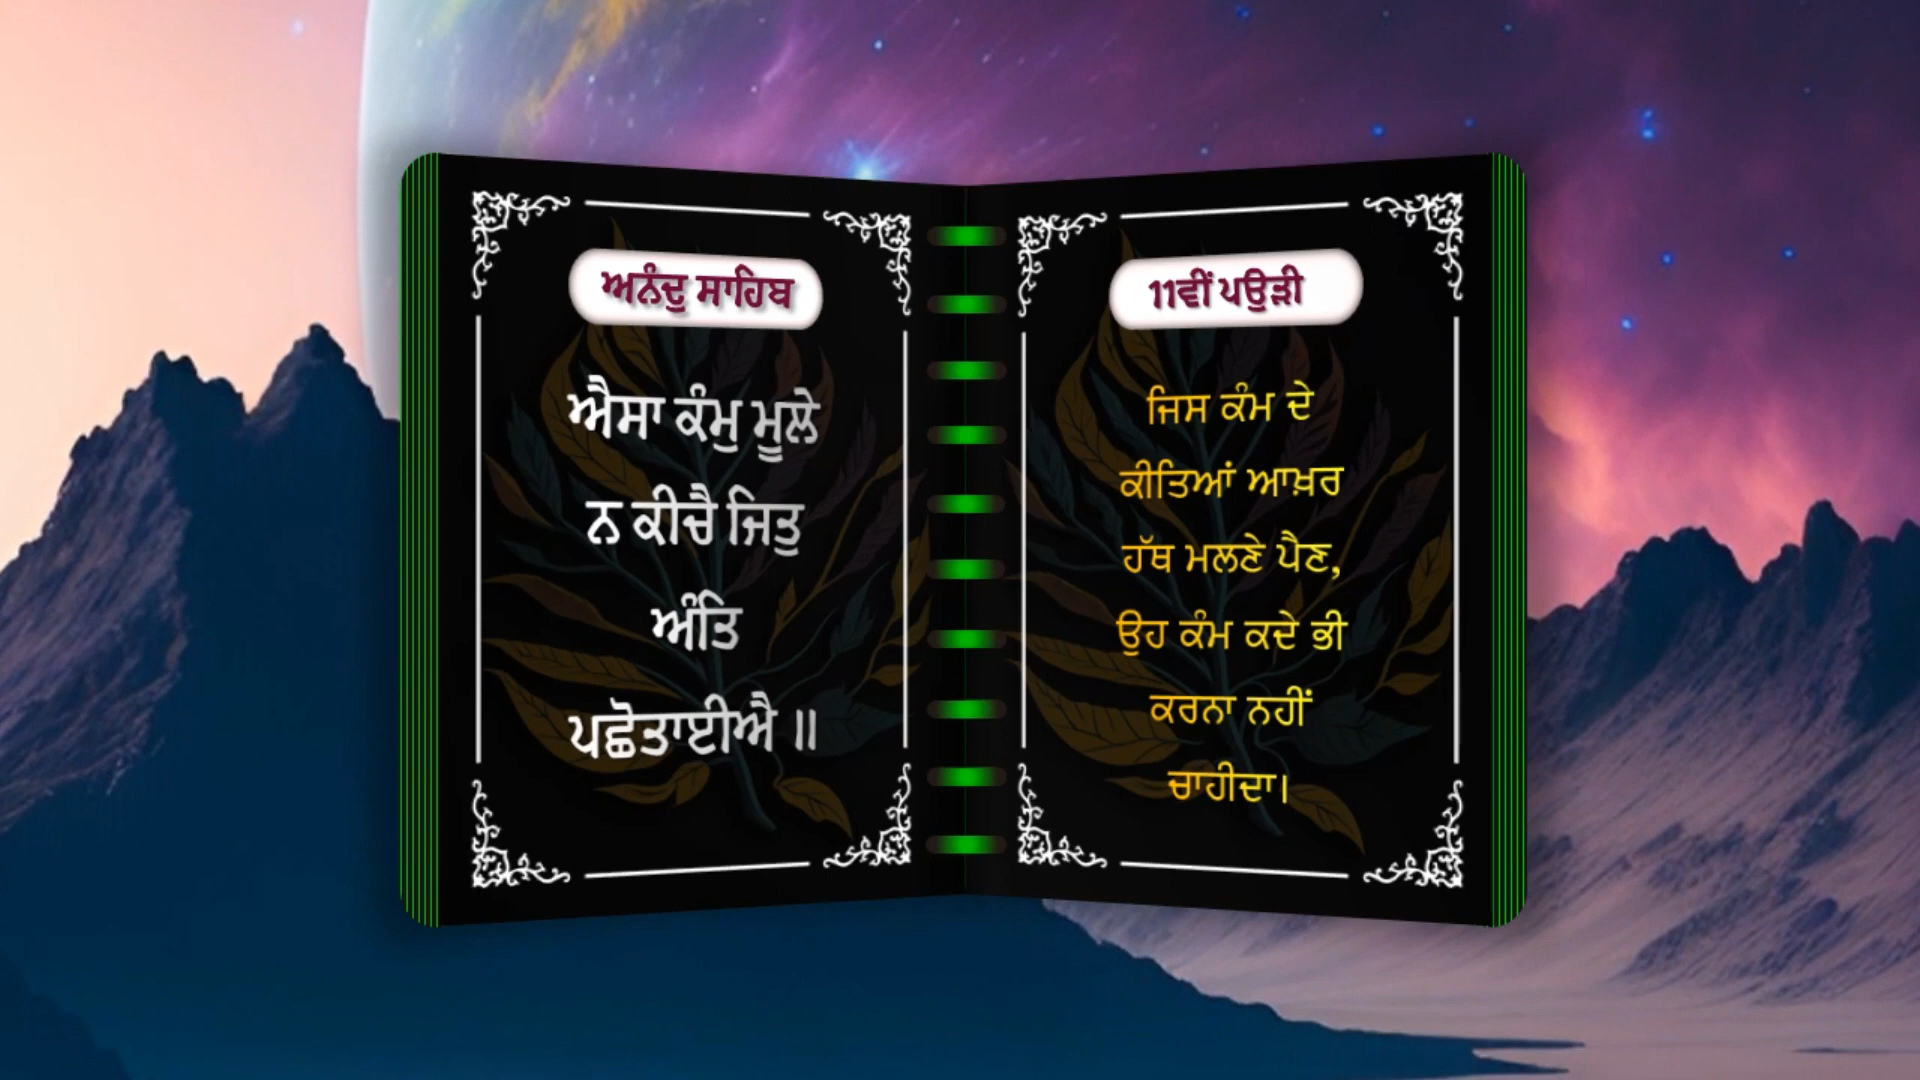 ਅਨੰਦੁ ਸਾਹਿਬ
ਐਸਾ ਕੰਮੁ ਮੂਲੇ
ਨ ਕੀਚੈ ਜਿਤੁ
ਅੰਤਿ
ਪਛੋਤਾਈਐ ॥
11ਵੀਂ ਪਉੜੀ
ਜਿਸ ਕੰਮ ਦੇ
ਕੀਤਿਆਂ ਆਖ਼ਰ
ਹੱਥ ਮਲਣੇ ਪੈਣ,
ਉਹ ਕੰਮ ਕਦੇ ਭੀ
ਕਰਨਾ ਨਹੀਂ
ਚਾਹੀਦਾ।